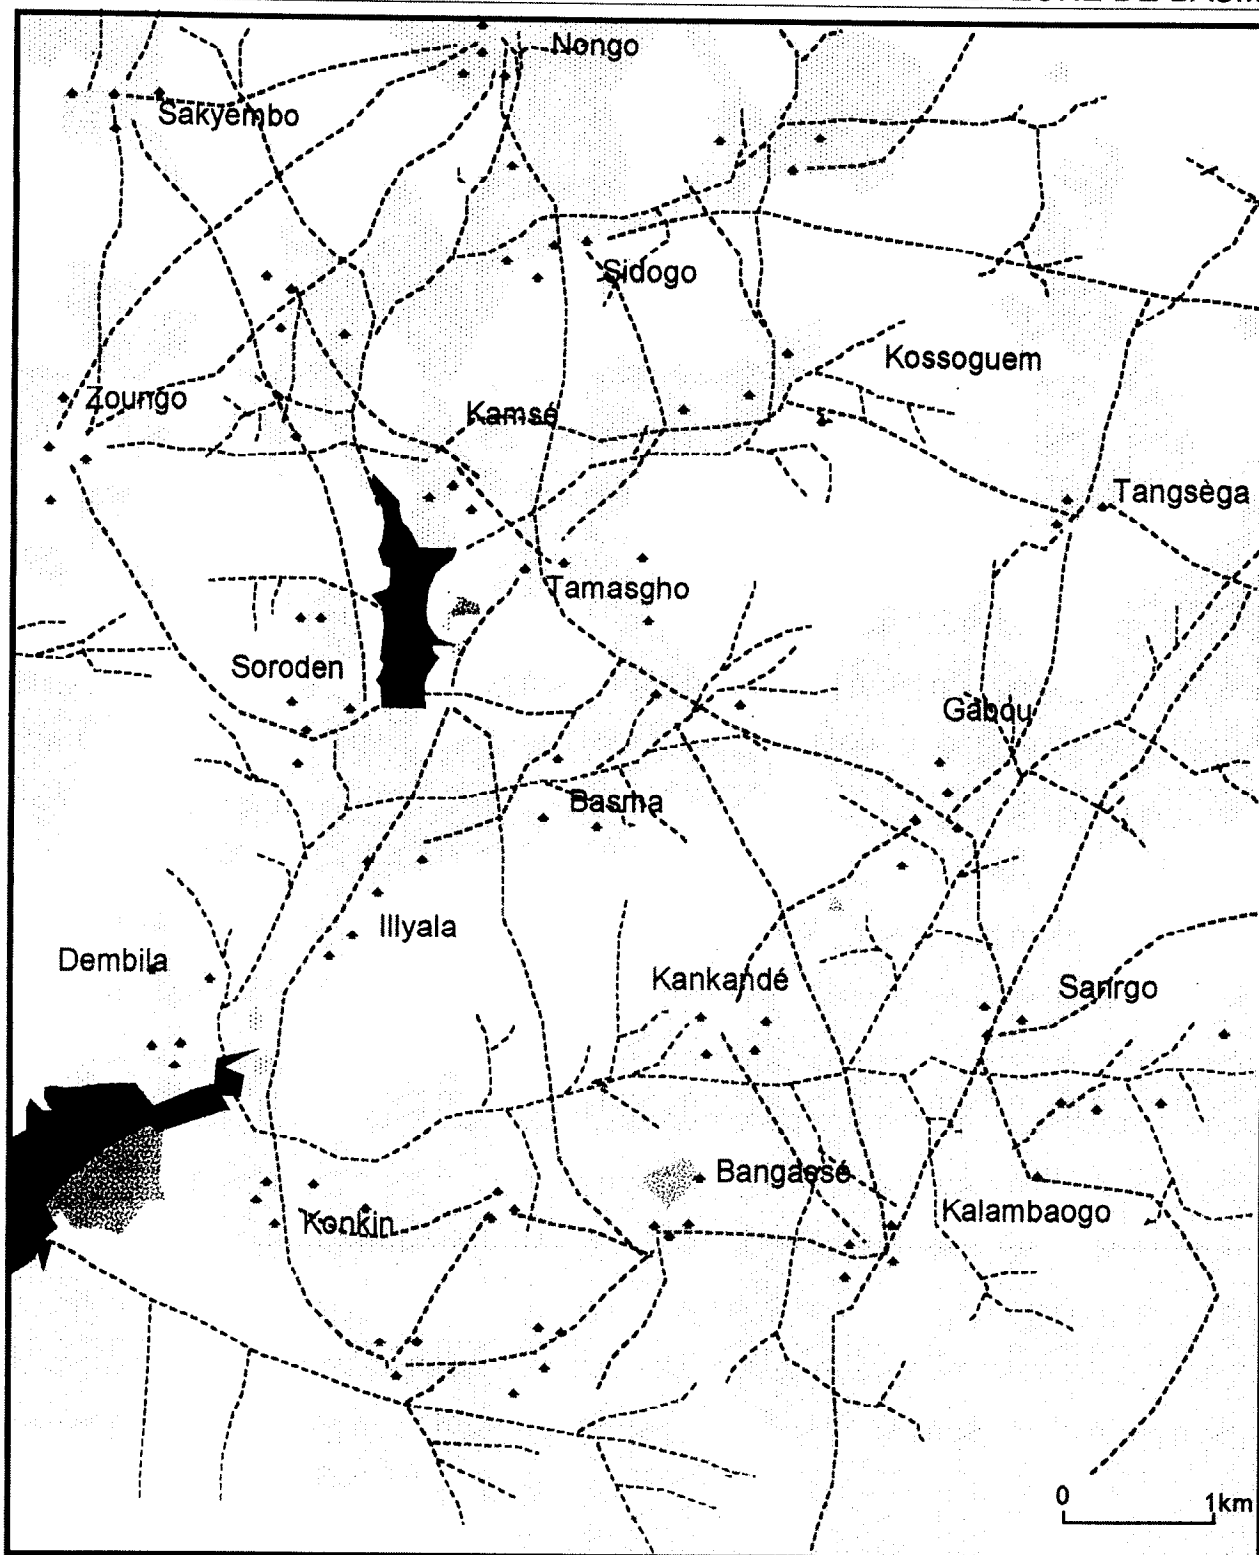 Nongo
Sakyembo
Sidogo
Kossoguem
Zoungo
Kamsé
Tangsèga
Tamasgho
Soroden
Gabou
Basma
Illyala
Dembila
Kankandé
Sanrgo
Bangassé
Kalambaogo
Konkin
0 1km